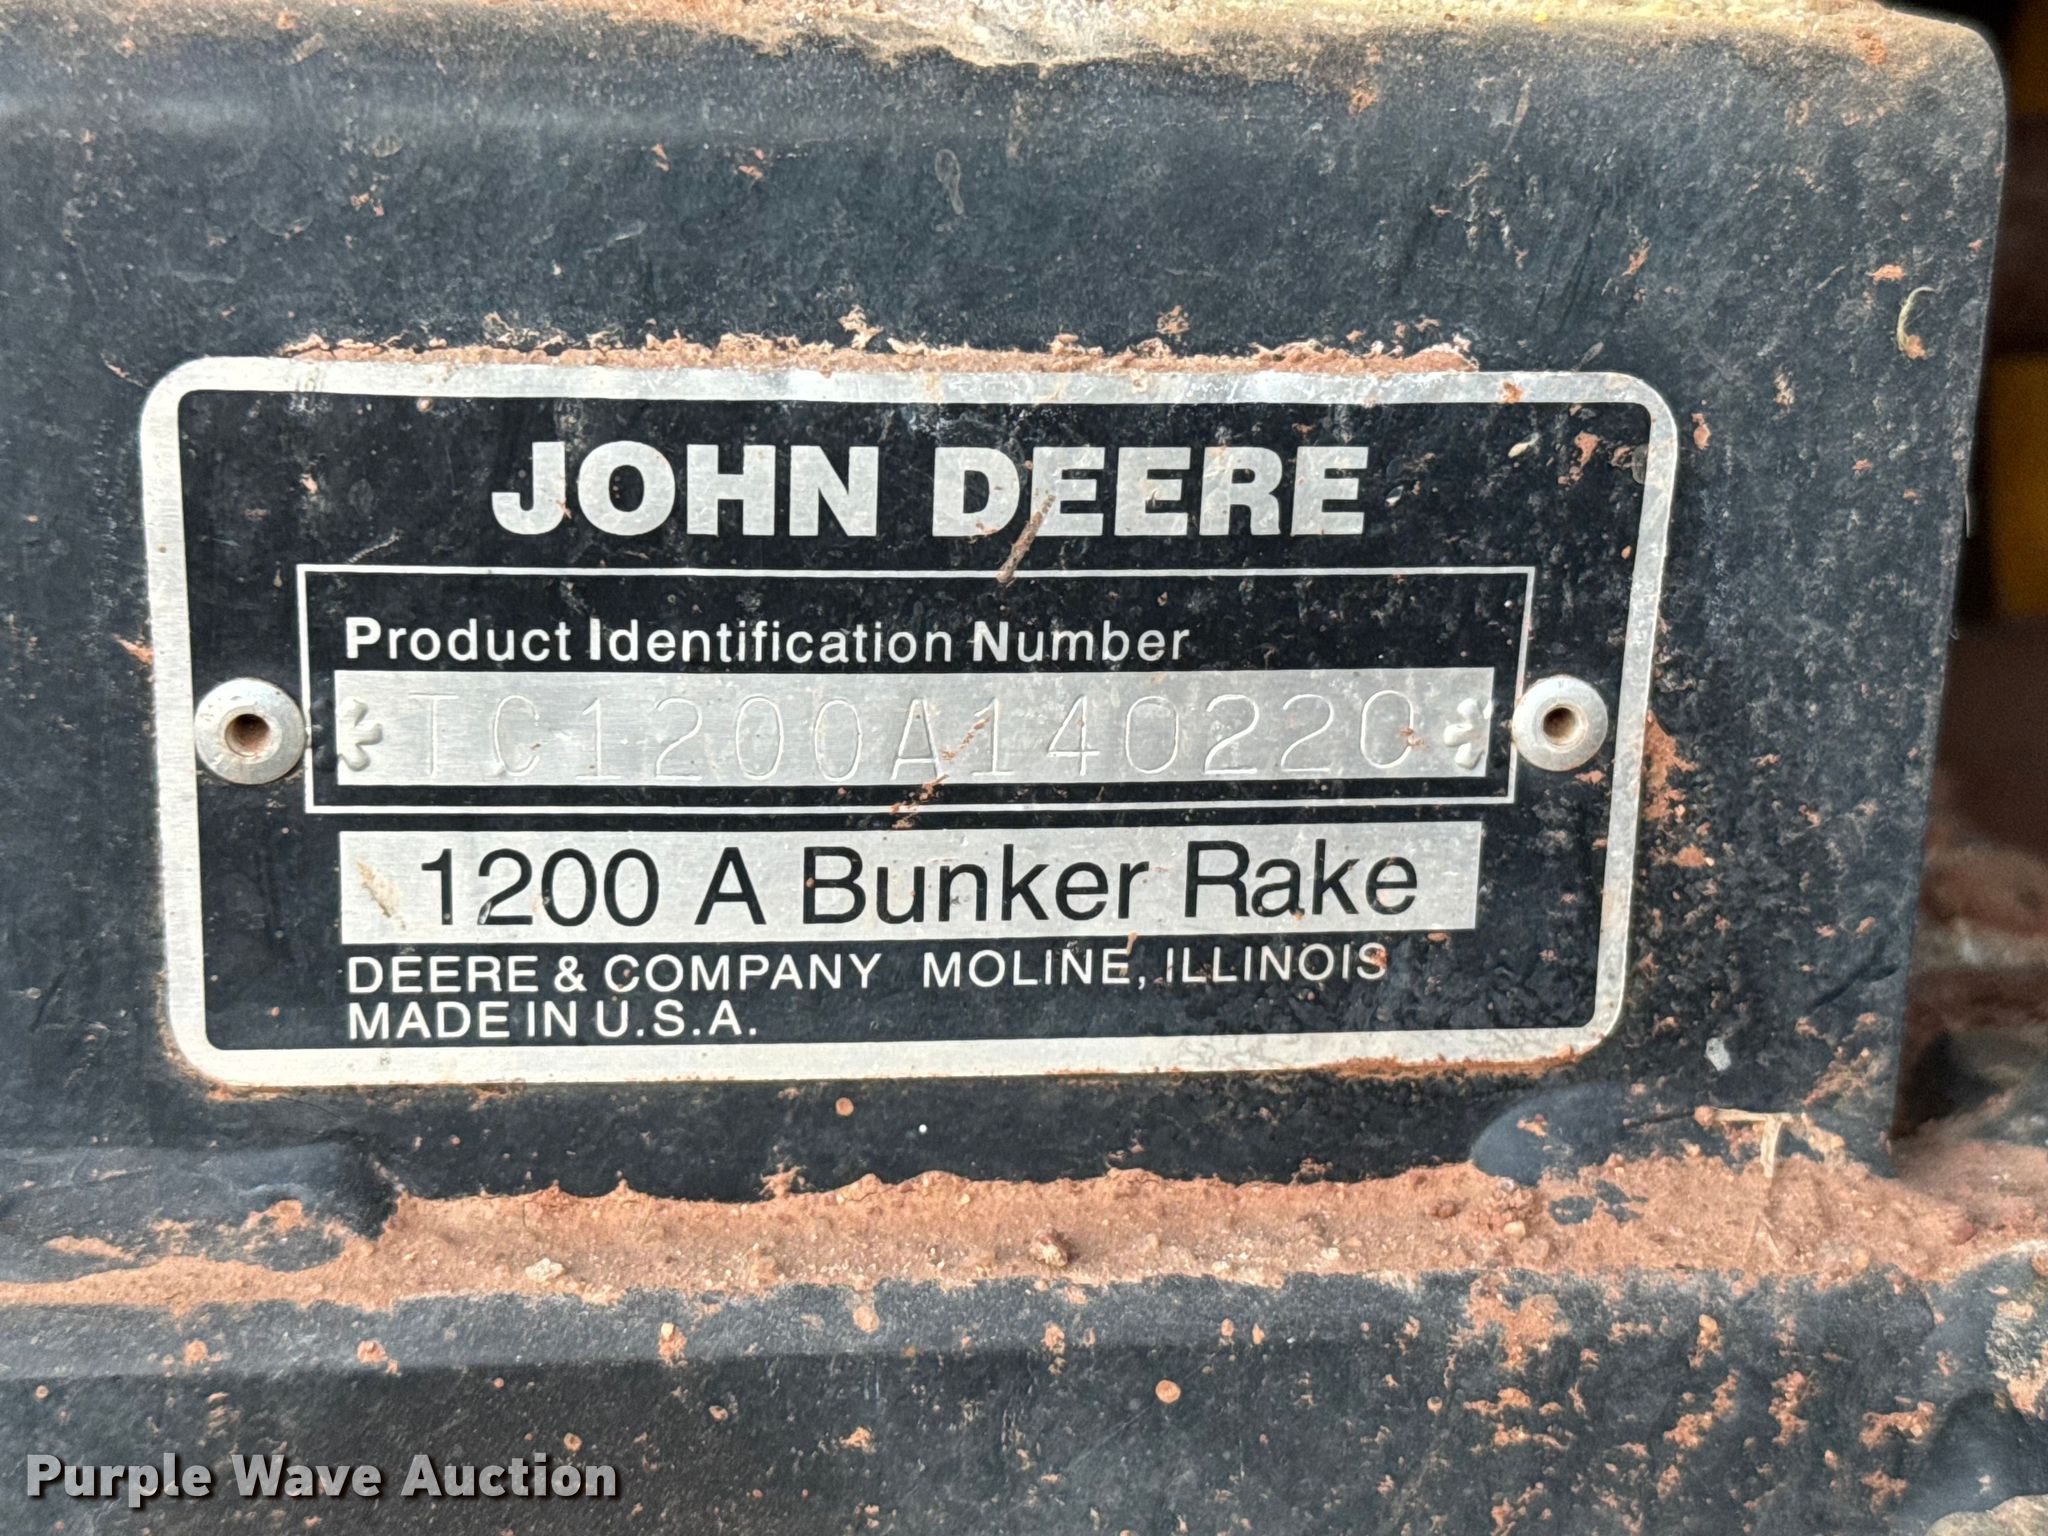 JOHN DEERE
Product Identification Number
*TC1200A140220*
1200 A Bunker Rake
DEERE & COMPANY MOLINE, ILLINOIS
MADE IN U.S.A.
Purple Wave Auction